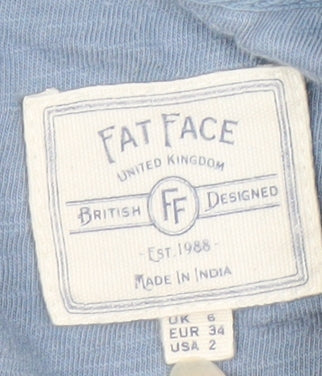 FAT FACE
UNITED KINGDOM
BRITISH FF DESIGNED
- EST. 1988 -
MADE IN INDIA
UK 6
EUR 34
USA 2